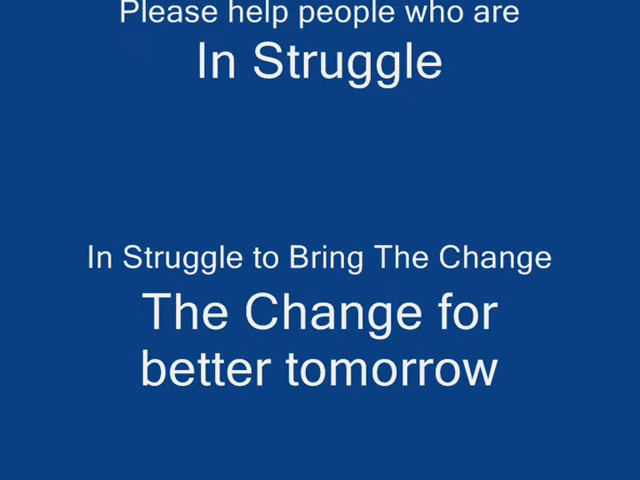 Please help people who are
In Struggle
In Struggle to Bring The Change
The Change for
better tomorrow